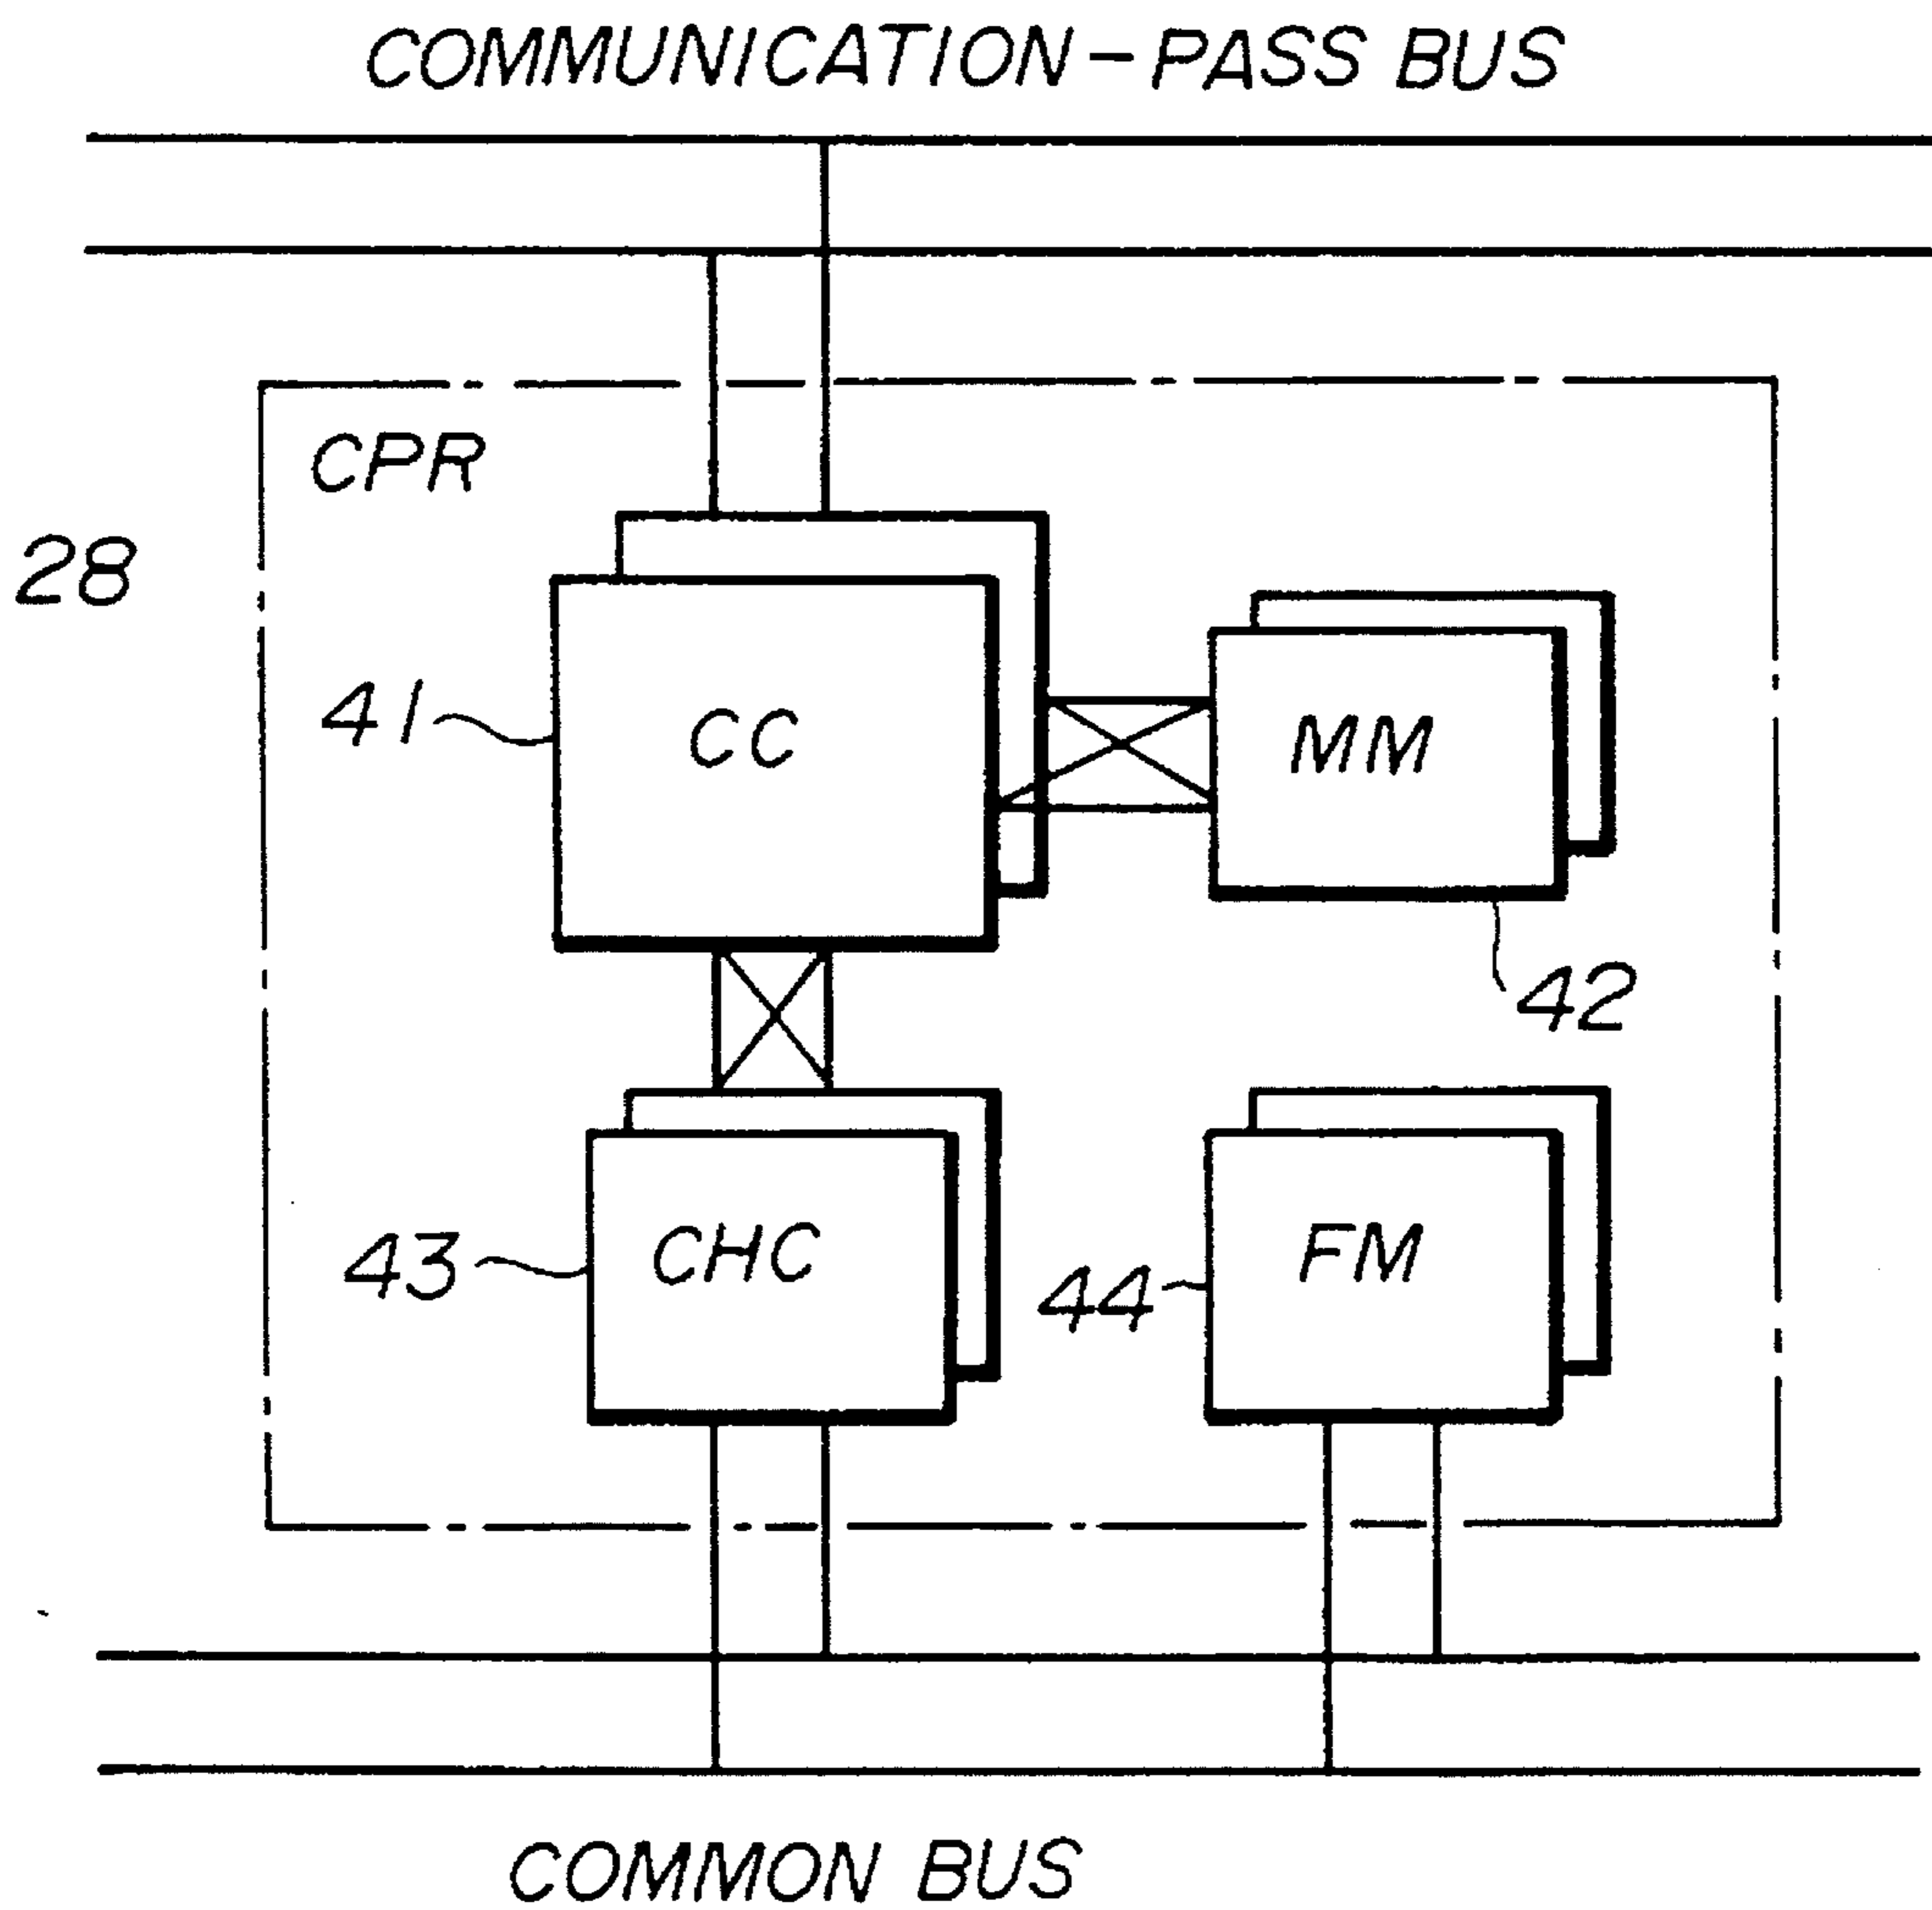 COMMUNICATION-PASS BUS
CPR
28
41
CC
MM
42
43
CHC
44
FM
COMMON BUS